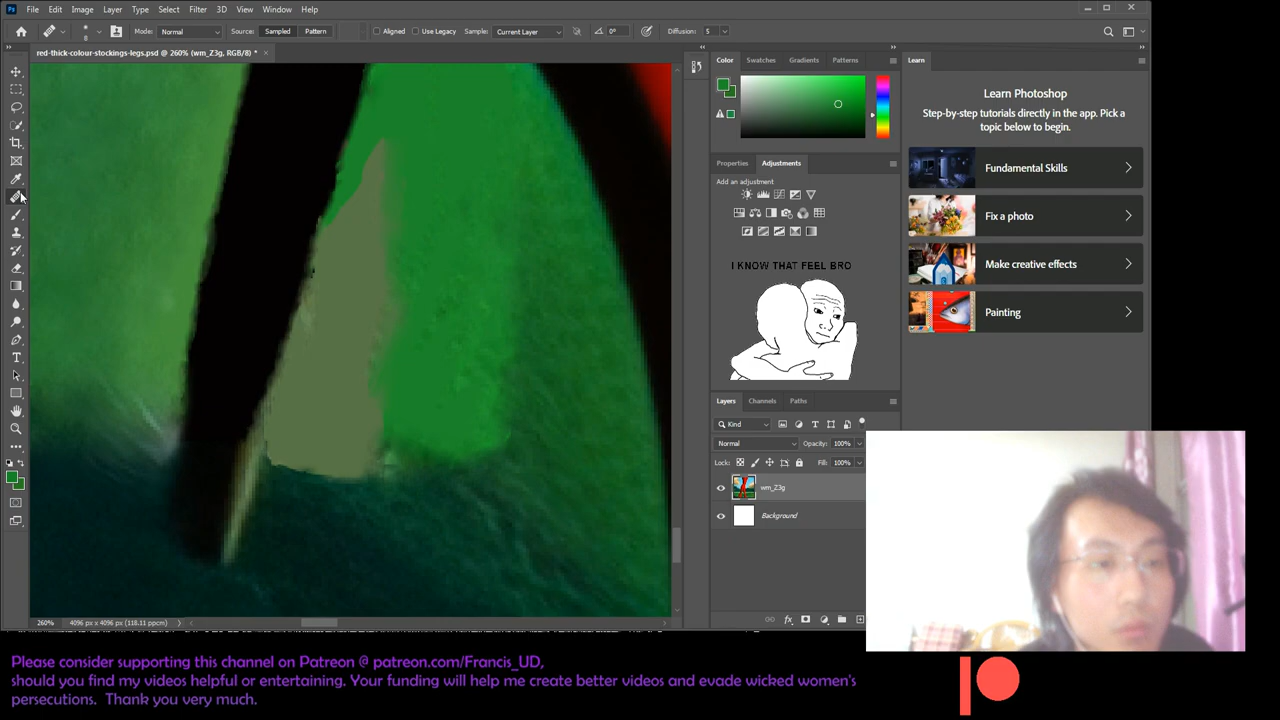 File Edit Image Layer Type Select Filter 3D View Window Help
8 Mode: Normal Source: Sampled Pattern Aligned Use Legacy Sample: Current Layer 0° Diffusion: 5
red-thick-colour-stockings-legs.psd @ 260% (wm_Z3g, RGB/8) *
Color Swatches Gradients Patterns
Learn
Learn Photoshop
Step-by-step tutorials directly in the app. Pick a
topic below to begin.
Fundamental Skills
Fix a photo
Make creative effects
Painting
Properties Adjustments
Add an adjustment
I KNOW THAT FEEL BRO
Layers Channels Paths
Kind
Normal Opacity: 100%
Lock: Fill: 100%
wm_Z3g
Background
260% 4096 px x 4096 px (118.11 ppcm)
Please consider supporting this channel on Patreon @ patreon.com/Francis_UD,
should you find my videos helpful or entertaining. Your funding will help me create better videos and evade wicked women's
persecutions. Thank you very much.